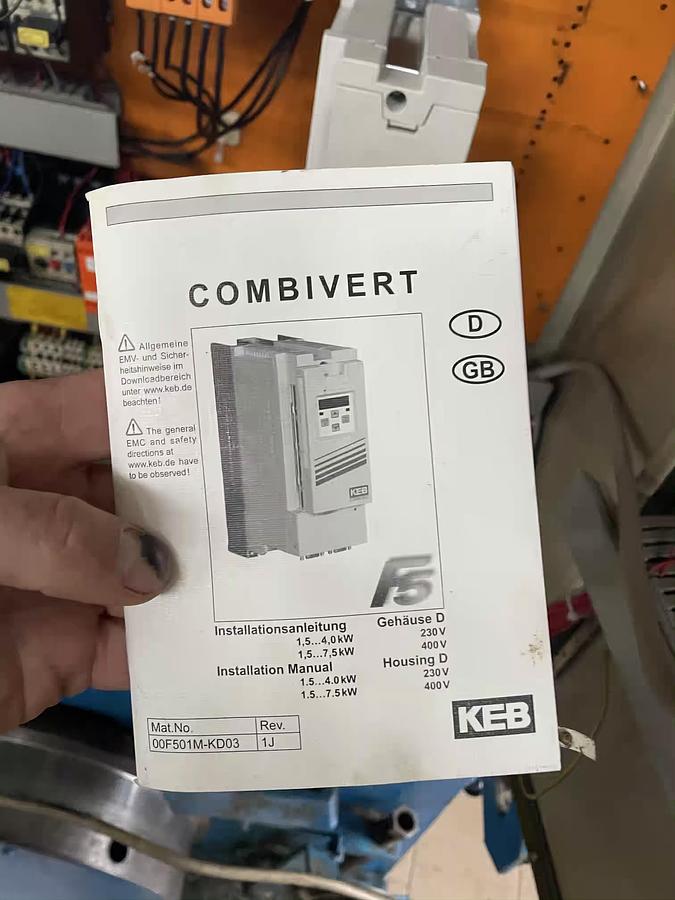 COMBIVERT
D
GB
Allgemeine
EMV- und Sicher-
heitshinweise im
Downloadbereich
unter www.keb.de
beachten!
The general
EMC and safety
directions at
www.keb.de have
to be observed!
KEB
F5
Installationsanleitung Gehäuse D
1,5...4,0 kW 230 V
1,5...7,5 kW 400 V
Installation Manual Housing D
1.5...4.0 kW 230 V
1.5...7.5 kW 400 V
Mat.No. Rev.
00F501M-KD03 1J
KEB